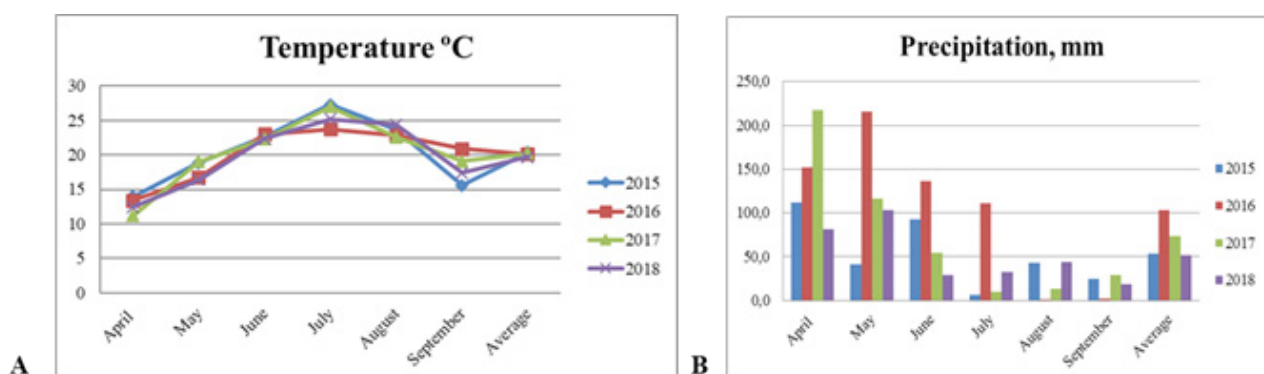 Temperature ºC
30
25
20
15
10
5
0
April
May
June
July
August
September
Average
2015
2016
2017
2018
A
Precipitation, mm
250,0
200,0
150,0
100,0
50,0
0,0
April
May
June
July
August
September
Average
2015
2016
2017
2018
B